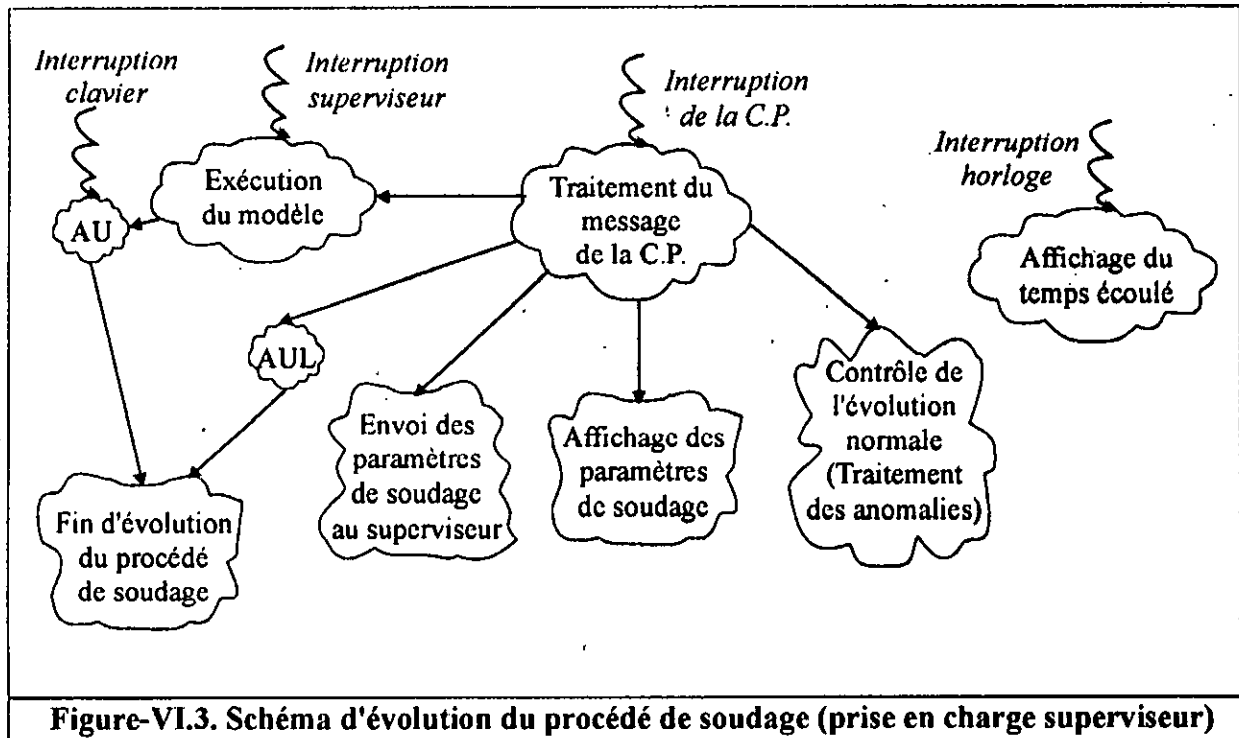 Interruption
clavier
Interruption
superviseur
Interruption
de la C.P.
Interruption
horloge
AU
Exécution
du modèle
Traitement du
message
de la C.P.
Affichage du
temps écoulé
AUL
Fin d'évolution
du procédé
de soudage
Envoi des
paramètres
de soudage
au superviseur
Affichage des
paramètres
de soudage
Contrôle de
l'évolution
normale
(Traitement
des anomalies)
Figure-VI.3. Schéma d'évolution du procédé de soudage (prise en charge superviseur)